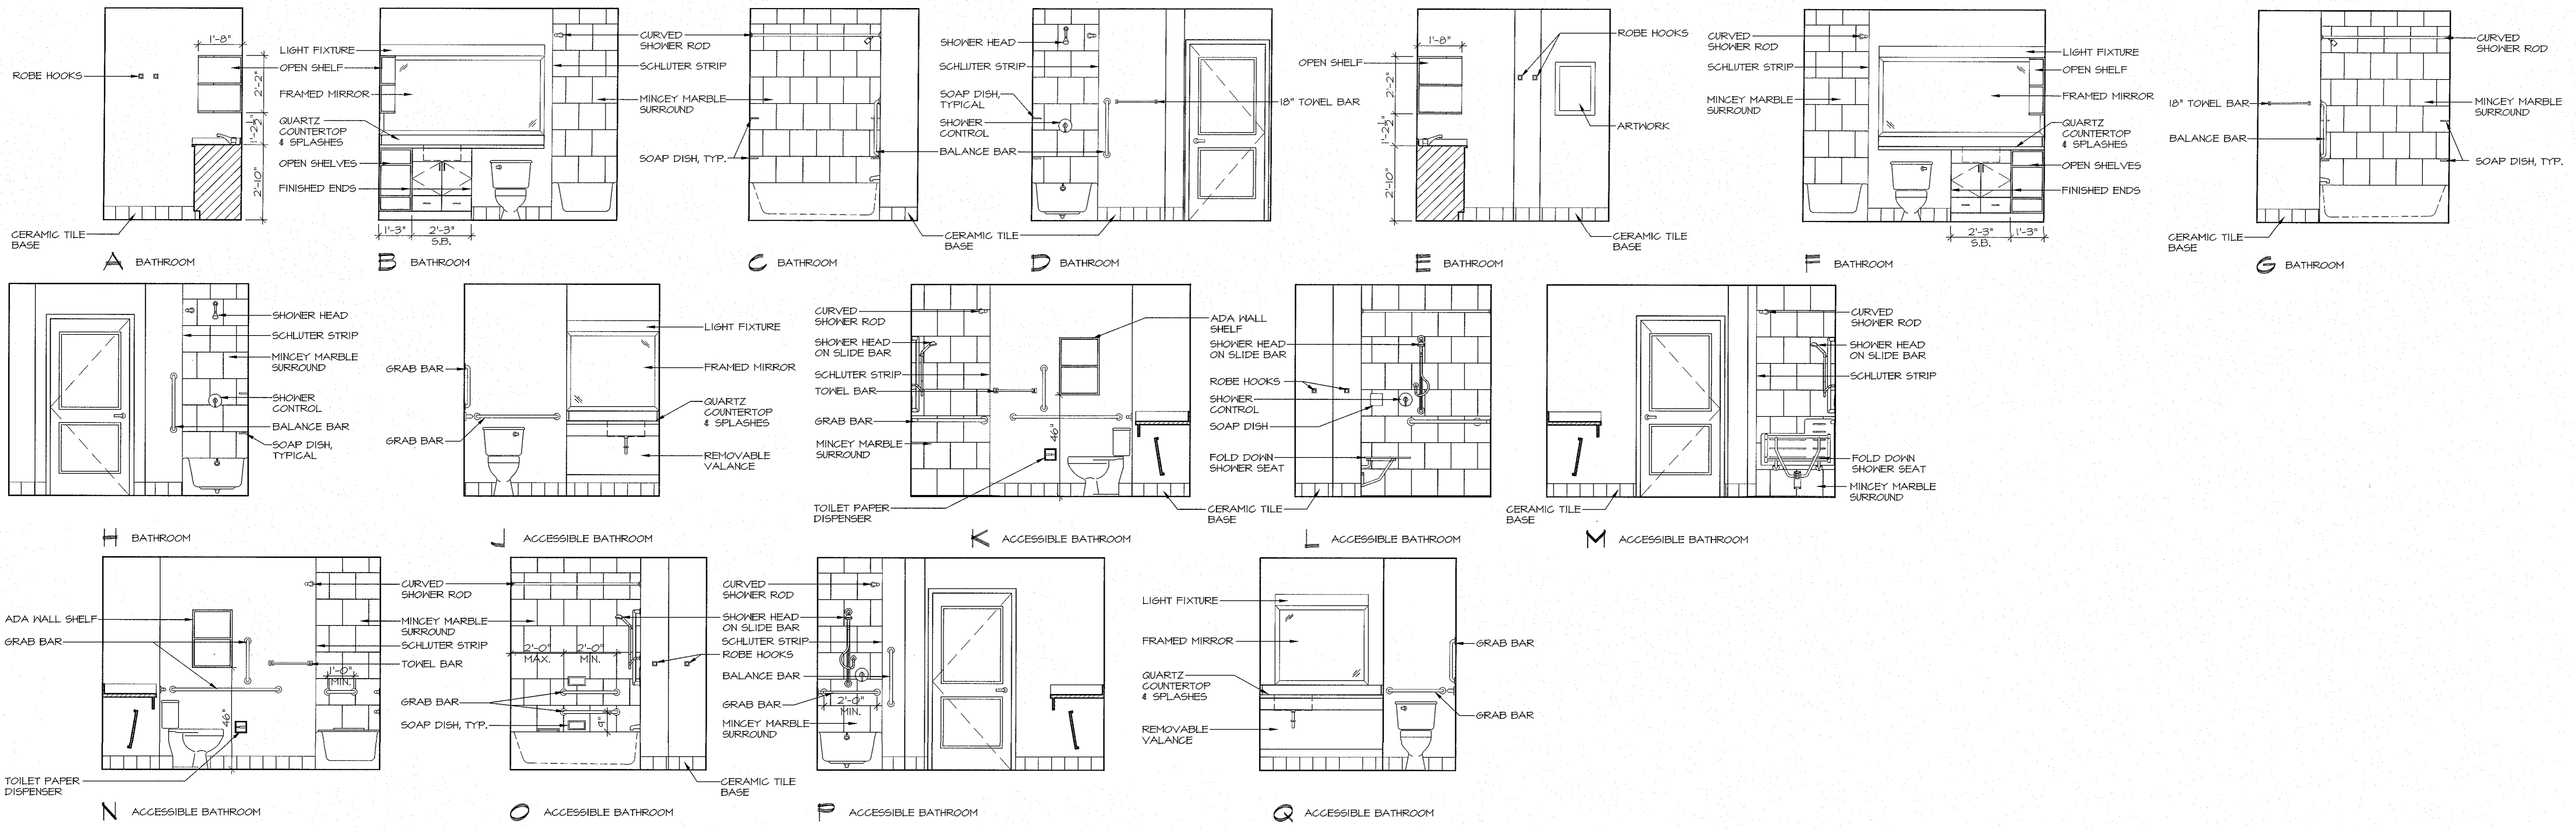 ROBE HOOKS
1'-8"
2'-2"
1'-2½"
2'-10"
CERAMIC TILE
BASE
A BATHROOM
LIGHT FIXTURE
OPEN SHELF
FRAMED MIRROR
QUARTZ
COUNTERTOP
& SPLASHES
OPEN SHELVES
FINISHED ENDS
1'-3"
2'-3"
S.B.
B BATHROOM
CURVED
SHOWER ROD
SCHLUTER STRIP
MINCEY MARBLE
SURROUND
SOAP DISH, TYP.
C BATHROOM
SHOWER HEAD
SCHLUTER STRIP
SOAP DISH,
TYPICAL
SHOWER
CONTROL
BALANCE BAR
18" TOWEL BAR
CERAMIC TILE
BASE
D BATHROOM
1'-8"
OPEN SHELF
2'-2"
1'-2½"
2'-10"
ROBE HOOKS
ARTWORK
CERAMIC TILE
BASE
E BATHROOM
CURVED
SHOWER ROD
SCHLUTER STRIP
MINCEY MARBLE
SURROUND
LIGHT FIXTURE
OPEN SHELF
FRAMED MIRROR
QUARTZ
COUNTERTOP
& SPLASHES
OPEN SHELVES
FINISHED ENDS
2'-3"
S.B.
1'-3"
F BATHROOM
18" TOWEL BAR
BALANCE BAR
CERAMIC TILE
BASE
CURVED
SHOWER ROD
MINCEY MARBLE
SURROUND
SOAP DISH, TYP.
G BATHROOM
SHOWER HEAD
SCHLUTER STRIP
MINCEY MARBLE
SURROUND
SHOWER
CONTROL
BALANCE BAR
SOAP DISH,
TYPICAL
H BATHROOM
GRAB BAR
GRAB BAR
LIGHT FIXTURE
FRAMED MIRROR
QUARTZ
COUNTERTOP
& SPLASHES
REMOVABLE
VALANCE
J ACCESSIBLE BATHROOM
CURVED
SHOWER ROD
SHOWER HEAD
ON SLIDE BAR
SCHLUTER STRIP
TOWEL BAR
GRAB BAR
MINCEY MARBLE
SURROUND
TOILET PAPER
DISPENSER
46"
ADA WALL
SHELF
K ACCESSIBLE BATHROOM
SHOWER HEAD
ON SLIDE BAR
ROBE HOOKS
SHOWER
CONTROL
SOAP DISH
FOLD DOWN
SHOWER SEAT
CERAMIC TILE
BASE
L ACCESSIBLE BATHROOM
CERAMIC TILE
BASE
CURVED
SHOWER ROD
SHOWER HEAD
ON SLIDE BAR
SCHLUTER STRIP
FOLD DOWN
SHOWER SEAT
MINCEY MARBLE
SURROUND
M ACCESSIBLE BATHROOM
ADA WALL SHELF
GRAB BAR
TOILET PAPER
DISPENSER
46"
1'-0"
MIN.
N ACCESSIBLE BATHROOM
CURVED
SHOWER ROD
MINCEY MARBLE
SURROUND
SCHLUTER STRIP
TOWEL BAR
GRAB BAR
SOAP DISH, TYP.
2'-0"
MAX.
2'-0"
MIN.
9"
CERAMIC TILE
BASE
O ACCESSIBLE BATHROOM
CURVED
SHOWER ROD
SHOWER HEAD
ON SLIDE BAR
SCHLUTER STRIP
ROBE HOOKS
BALANCE BAR
GRAB BAR
MINCEY MARBLE
SURROUND
2'-0"
MIN.
P ACCESSIBLE BATHROOM
LIGHT FIXTURE
FRAMED MIRROR
QUARTZ
COUNTERTOP
& SPLASHES
REMOVABLE
VALANCE
GRAB BAR
GRAB BAR
Q ACCESSIBLE BATHROOM